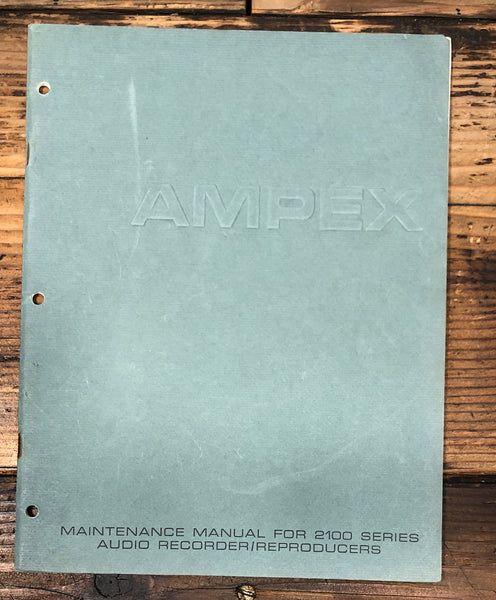 AMPEX
MAINTENANCE MANUAL FOR 2100 SERIES
AUDIO RECORDER/REPRODUCERS